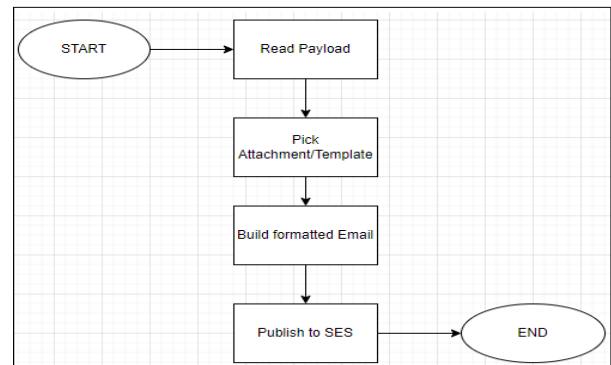 START
Read Payload
Pick
Attachment/Template
Build formatted Email
Publish to SES
END